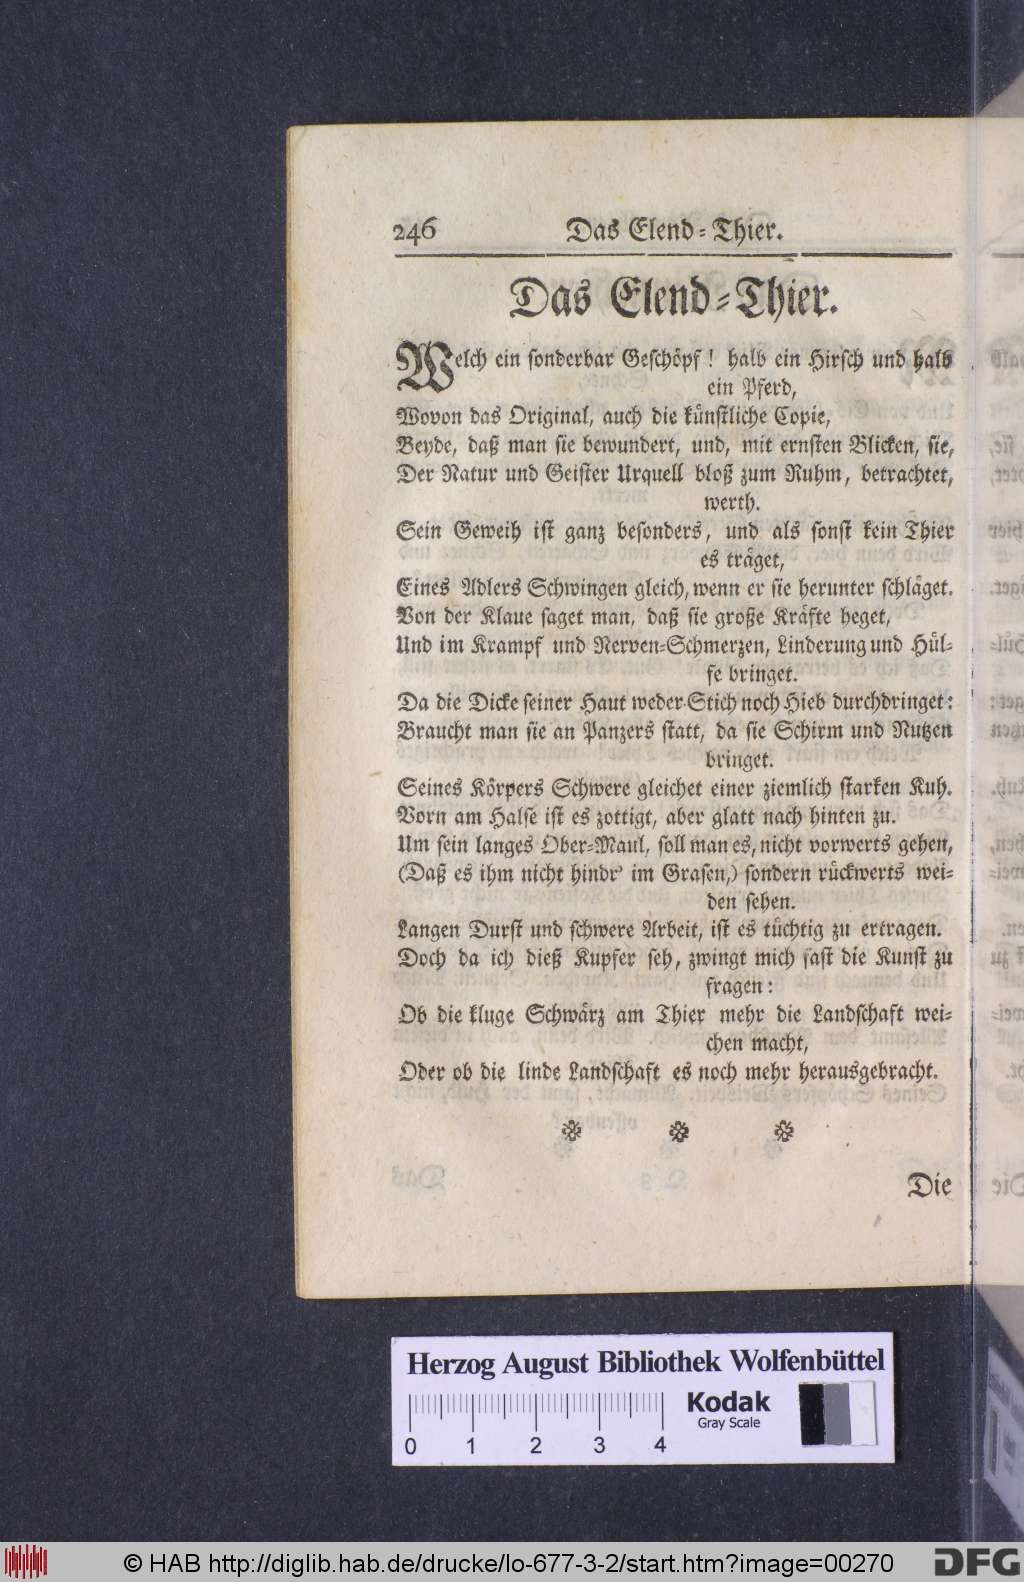 246 Das Elend-Thier.
Das Elend-Thier.
Welch ein sonderbar Geschöpf! halb ein Hirsch und halb
ein Pferd,
Wovon das Original, auch die künstliche Copie,
Beyde, daß man sie bewundert, und, mit ernsten Blicken, sie,
Der Natur und Geister Urquell bloß zum Ruhm, betrachtet,
werth.
Sein Geweih ist ganz besonders, und als sonst kein Thier
es träget,
Eines Adlers Schwingen gleich, wenn er sie herunter schläget.
Von der Klaue saget man, daß sie große Kräfte heget,
Und im Krampf und Nerven-Schmerzen, Linderung und Hül-
fe bringet.
Da die Dicke seiner Haut weder Stich noch Hieb durchdringet:
Braucht man sie an Panzers statt, da sie Schirm und Nutzen
bringet.
Seines Körpers Schwere gleichet einer ziemlich starken Kuh.
Vorn am Halse ist es zottigt, aber glatt nach hinten zu.
Um sein langes Ober-Maul, soll man es, nicht vorwerts gehen,
(Daß es ihm nicht hindr' im Grasen,) sondern rückwerts wei-
den sehen.
Langen Durst und schwere Arbeit, ist es tüchtig zu ertragen.
Doch da ich dieß Kupfer seh, zwingt mich fast die Kunst zu
fragen:
Ob die kluge Schwärz am Thier mehr die Landschaft wei-
chen macht,
Oder ob die linde Landschaft es noch mehr herausgebracht.
Die
Herzog August Bibliothek Wolfenbüttel
Kodak
Gray Scale
0 1 2 3 4
© HAB http://diglib.hab.de/drucke/lo-677-3-2/start.htm?image=00270
DFG